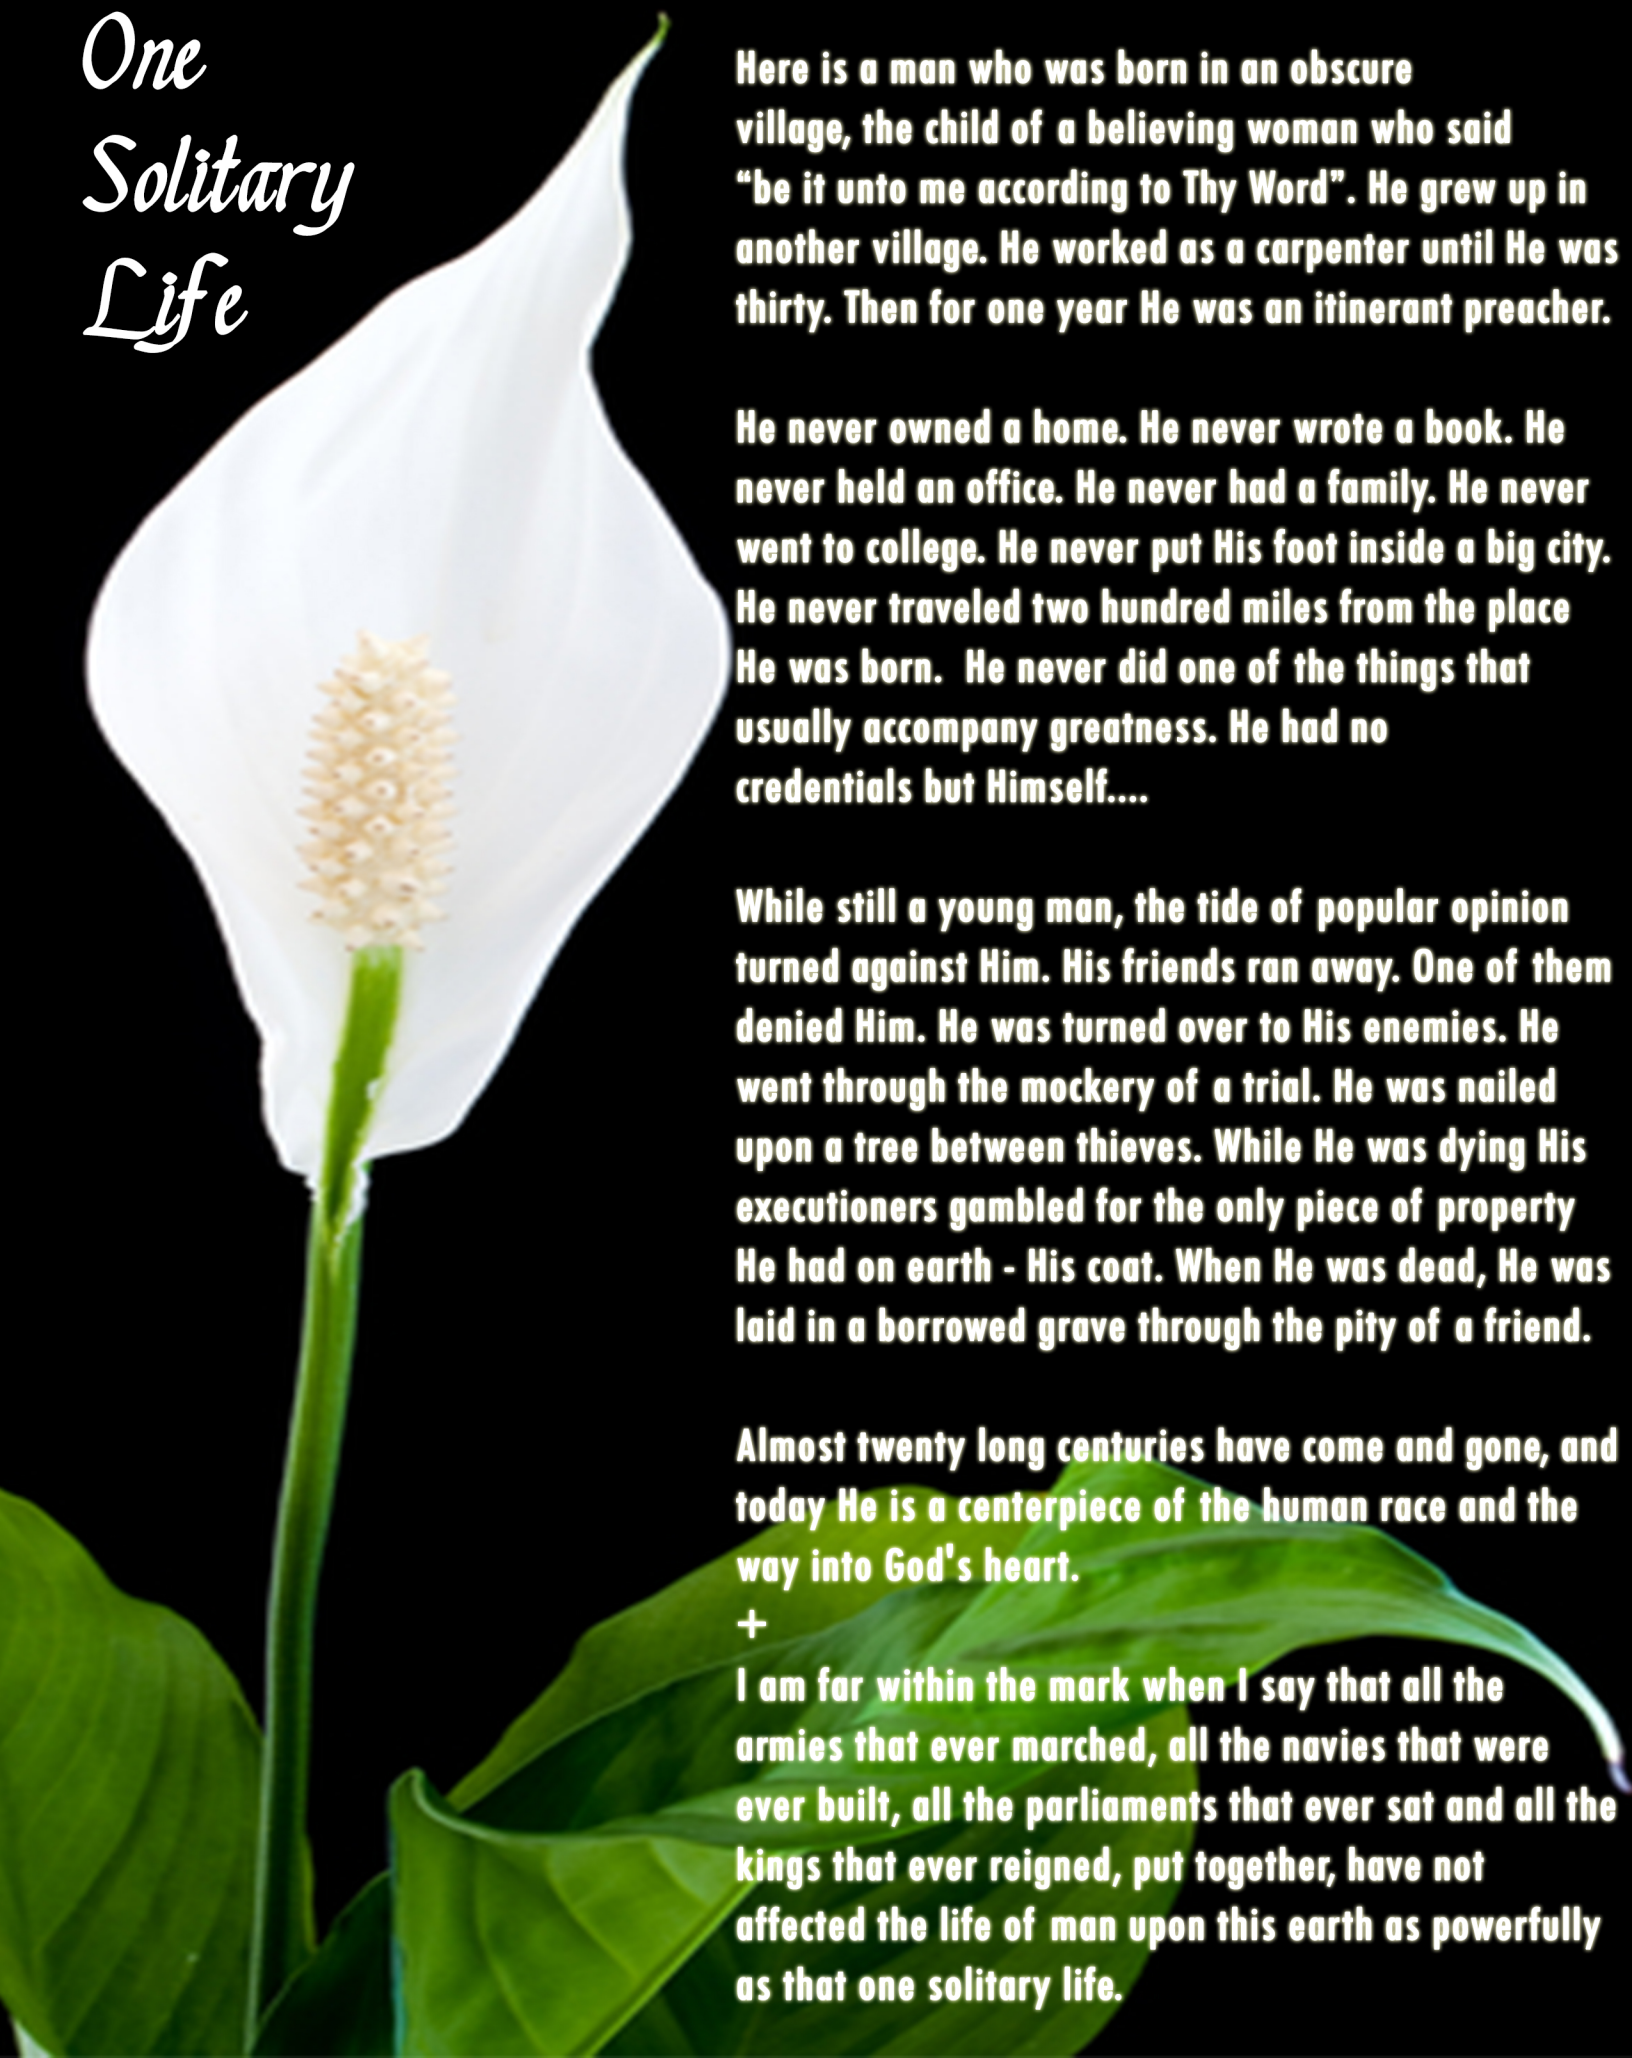 One
Solitary
Life
Here is a man who was born in an obscure
village, the child of a believing woman who said
“be it unto me according to Thy Word”. He grew up in
another village. He worked as a carpenter until He was
thirty. Then for one year He was an itinerant preacher.
He never owned a home. He never wrote a book. He
never held an office. He never had a family. He never
went to college. He never put His foot inside a big city.
He never traveled two hundred miles from the place
He was born.  He never did one of the things that
usually accompany greatness. He had no
credentials but Himself....
While still a young man, the tide of popular opinion
turned against Him. His friends ran away. One of them
denied Him. He was turned over to His enemies. He
went through the mockery of a trial. He was nailed
upon a tree between thieves. While He was dying His
executioners gambled for the only piece of property
He had on earth - His coat. When He was dead, He was
laid in a borrowed grave through the pity of a friend.
Almost twenty long centuries have come and gone, and
today He is a centerpiece of the human race and the
way into God's heart.
+
I am far within the mark when I say that all the
armies that ever marched, all the navies that were
ever built, all the parliaments that ever sat and all the
kings that ever reigned, put together, have not
affected the life of man upon this earth as powerfully
as that one solitary life.